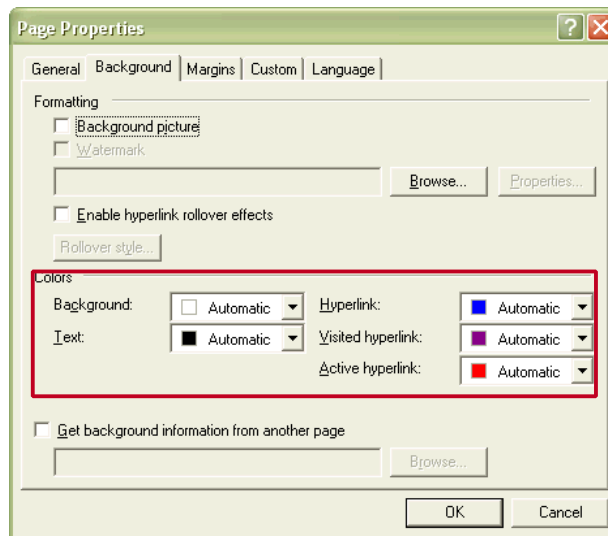 Page Properties
General Background Margins Custom Language
Formatting
Background picture
Watermark
Browse... Properties...
Enable hyperlink rollover effects
Rollover style...
Colors
Background: Automatic Hyperlink: Automatic
Text: Automatic Visited hyperlink: Automatic
Active hyperlink: Automatic
Get background information from another page
Browse...
OK Cancel